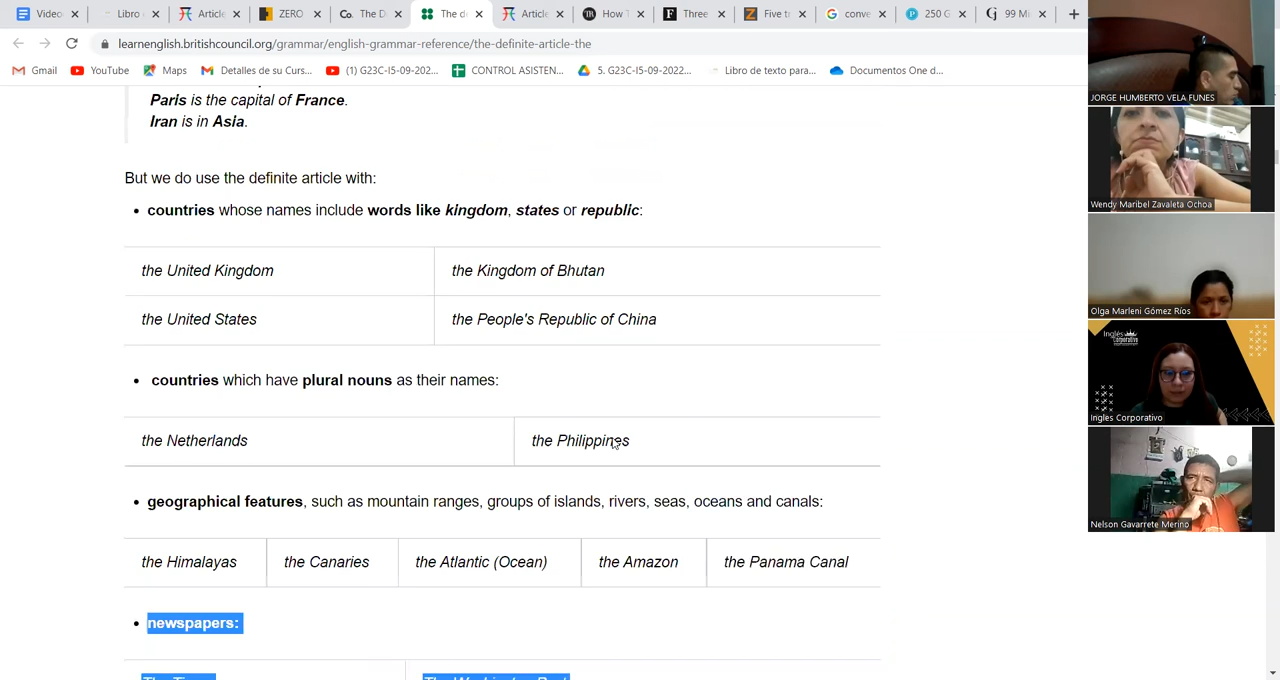 Video
Libro
Article
ZERO
The D
The d
Article
How T
Three
Five tr
conve
250 G
99 Mi
learnenglish.britishcouncil.org/grammar/english-grammar-reference/the-definite-article-the
Gmail
YouTube
Maps
Detalles de su Curs...
(1) G23C-I5-09-202...
CONTROL ASISTEN...
5. G23C-I5-09-2022...
Libro de texto para...
Documentos One d...
Paris is the capital of France.
Iran is in Asia.
But we do use the definite article with:
• countries whose names include words like kingdom, states or republic:
the United Kingdom
the Kingdom of Bhutan
the United States
the People's Republic of China
• countries which have plural nouns as their names:
the Netherlands
the Philippines
• geographical features, such as mountain ranges, groups of islands, rivers, seas, oceans and canals:
the Himalayas
the Canaries
the Atlantic (Ocean)
the Amazon
the Panama Canal
• newspapers:
JORGE HUMBERTO VELA FUNES
Wendy Maribel Zavaleta Ochoa
Olga Marleni Gómez Ríos
Inglés
Corporativo
Ingles Corporativo
Nelson Gavarrete Merino